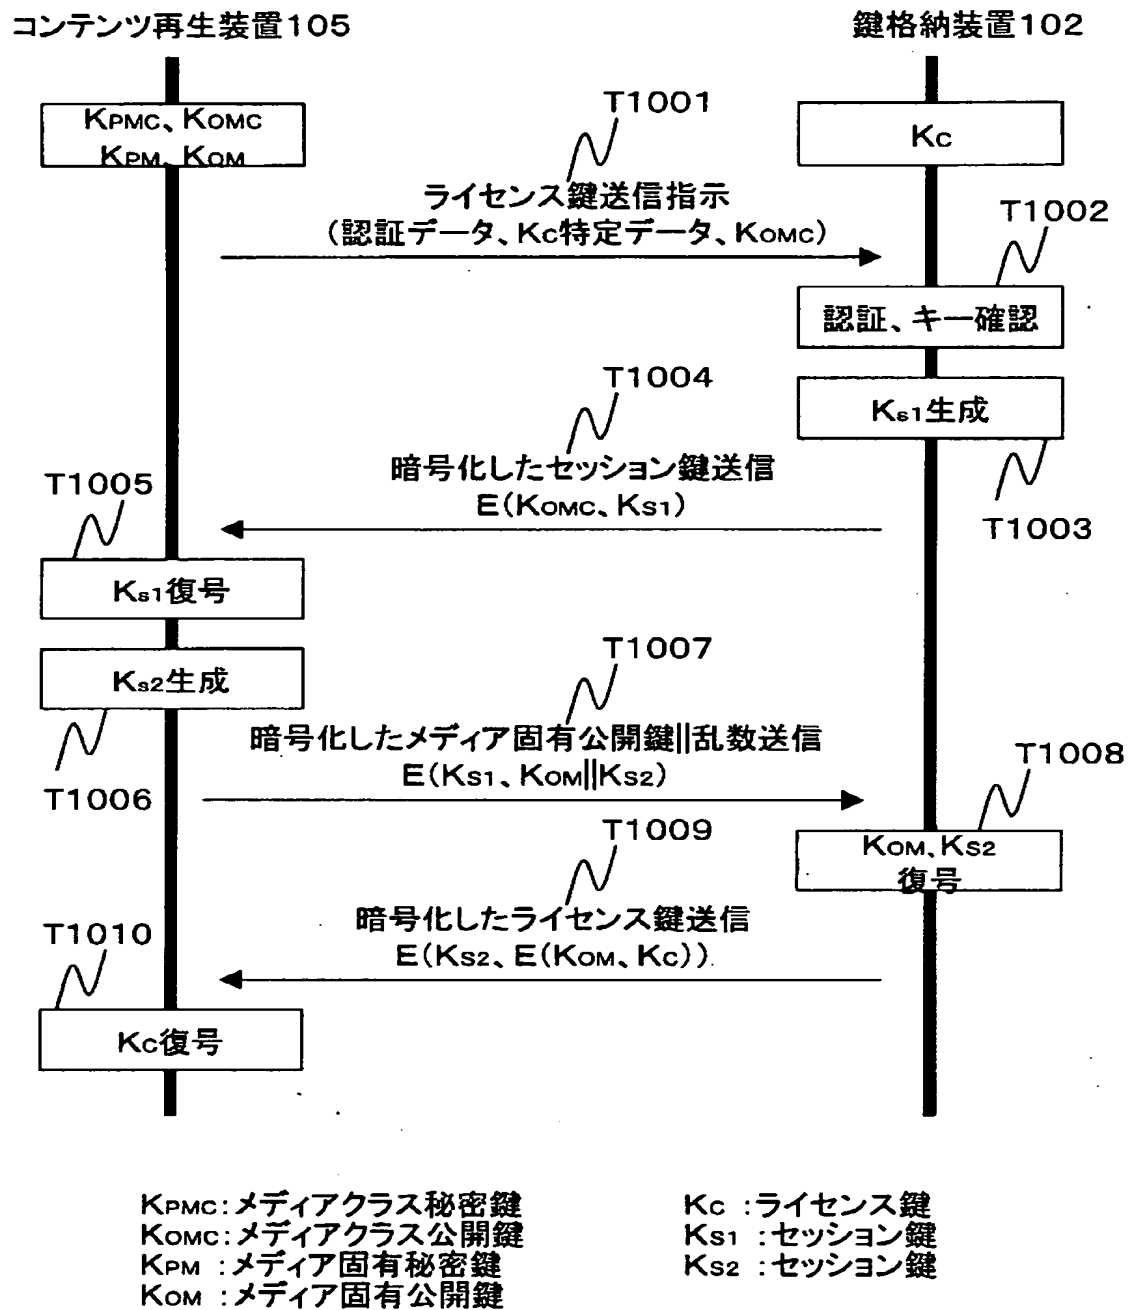 コンテンツ再生装置105
鍵格納装置102
KPMC、KOMC
KPM、KOM
KC
T1001
ライセンス鍵送信指示
(認証データ、KC特定データ、KOMC)
T1002
認証、キー確認
Ks1生成
T1003
T1004
暗号化したセッション鍵送信
E(KOMC、KS1)
T1005
Ks1復号
Ks2生成
T1006
T1007
暗号化したメディア固有公開鍵||乱数送信
E(KS1、KOM||KS2)
T1008
KOM、KS2
復号
T1009
暗号化したライセンス鍵送信
E(KS2、E(KOM、KC))
T1010
KC復号
KPMC:メディアクラス秘密鍵
KOMC:メディアクラス公開鍵
KPM :メディア固有秘密鍵
KOM :メディア固有公開鍵
KC :ライセンス鍵
KS1 :セッション鍵
KS2 :セッション鍵